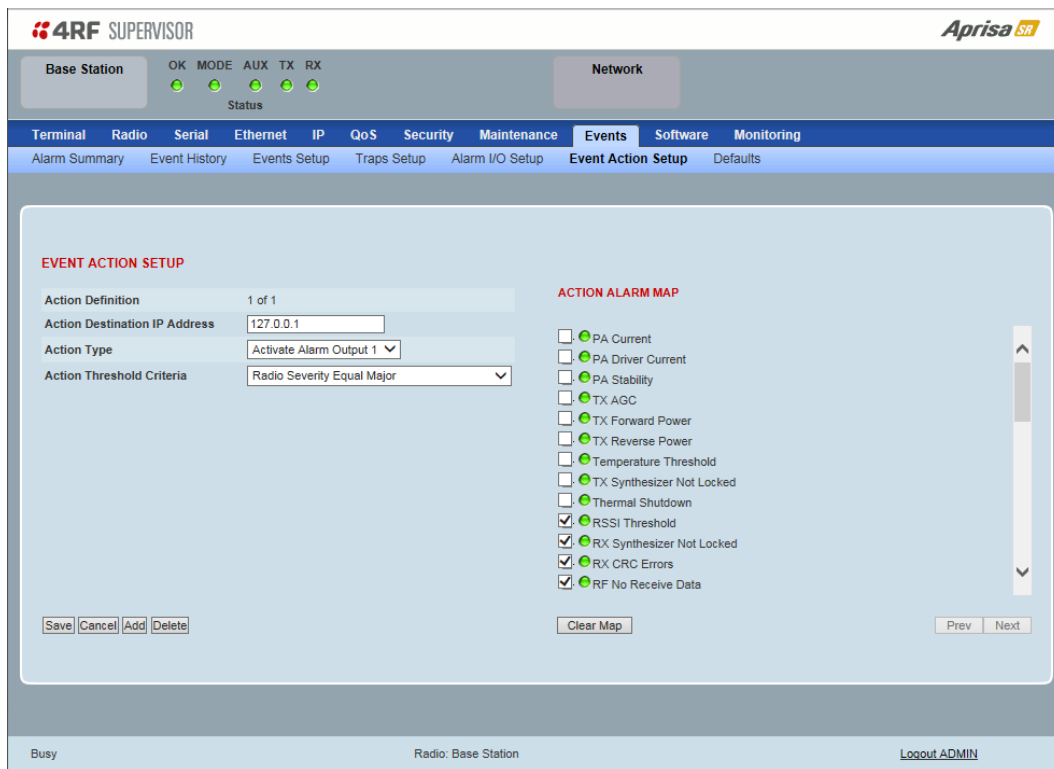 4RF SUPERVISOR
Aprisa SR
Base Station
OK MODE AUX TX RX
Status
Network
Terminal Radio Serial Ethernet IP QoS Security Maintenance Events Software Monitoring
Alarm Summary Event History Events Setup Traps Setup Alarm I/O Setup Event Action Setup Defaults
EVENT ACTION SETUP
Action Definition 1 of 1
Action Destination IP Address 127.0.0.1
Action Type Activate Alarm Output 1
Action Threshold Criteria Radio Severity Equal Major
Save Cancel Add Delete
ACTION ALARM MAP
PA Current
PA Driver Current
PA Stability
TX AGC
TX Forward Power
TX Reverse Power
Temperature Threshold
TX Synthesizer Not Locked
Thermal Shutdown
RSSI Threshold
RX Synthesizer Not Locked
RX CRC Errors
RF No Receive Data
Clear Map
Prev Next
Busy Radio: Base Station Logout ADMIN